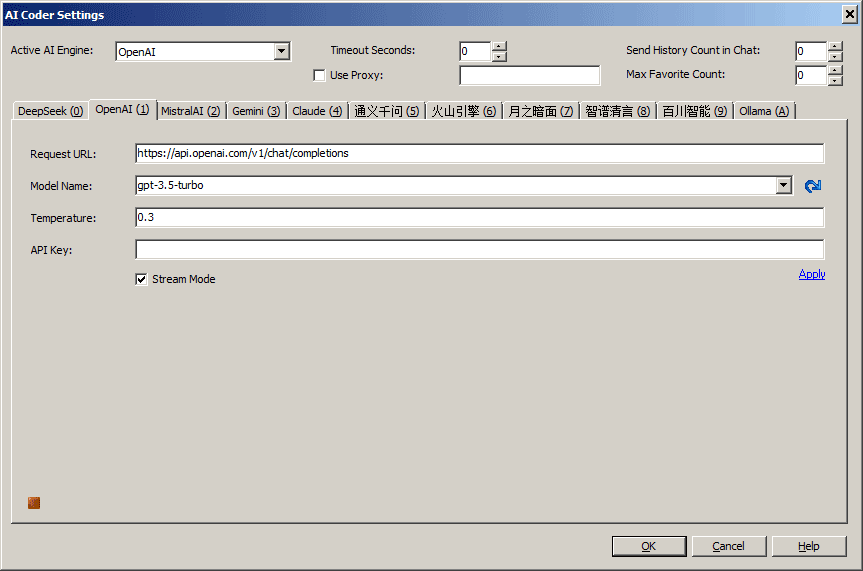 AI Coder Settings
Active AI Engine: OpenAI Timeout Seconds: 0 Send History Count in Chat: 0
Use Proxy: Max Favorite Count: 0
DeepSeek (0) OpenAI (1) MistralAI (2) Gemini (3) Claude (4) 通义千问 (5) 火山引擎 (6) 月之暗面 (7) 智谱清言 (8) 百川智能 (9) Ollama (A)
Request URL: https://api.openai.com/v1/chat/completions
Model Name: gpt-3.5-turbo
Temperature: 0.3
API Key:
Stream Mode Apply
OK Cancel Help